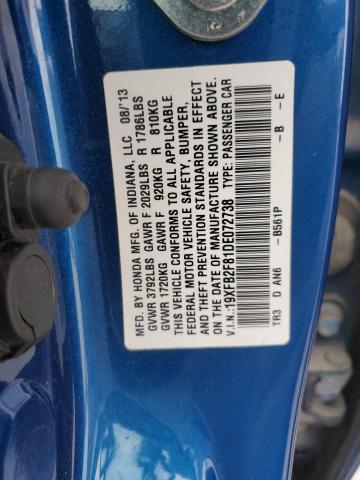 MFD. BY HONDA MFG. OF INDIANA, LLC 08/'13
GVWR 3792LBS GAWR F 2029LBS R 1786LBS
GVWR 1720KG GAWR F 920KG R 810KG
THIS VEHICLE CONFORMS TO ALL APPLICABLE
FEDERAL MOTOR VEHICLE SAFETY, BUMPER,
AND THEFT PREVENTION STANDARDS IN EFFECT
ON THE DATE OF MANUFACTURE SHOWN ABOVE.
V.I.N.:19XFB2F81DE072738 TYPE: PASSENGER CAR
TR3 D AN6 -B561P -B -E